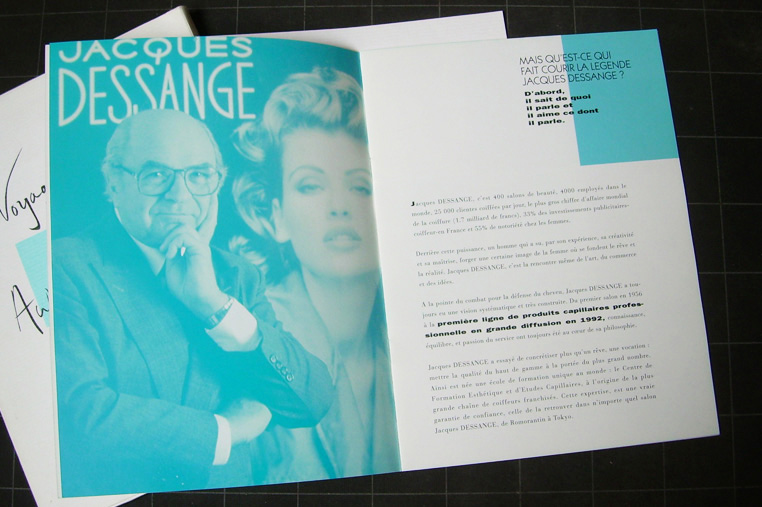 JACQUES
DESSANGE
Voyag
MAIS QU'EST-CE QUI
FAIT COURIR LA LEGENDE
JACQUES DESSANGE ?
D'abord,
il sait de quoi
il parle et
il aime ce dont
il parle.
Jacques DESSANGE, c'est 400 salons de beauté, 4000 employés dans le
monde, 25 000 clientes coiffées par jour, le plus gros chiffre d'affaire mondial
de la coiffure (1,7 milliard de francs), 33% des investissements publicitaires-
coiffeur en France et 55% de notoriété chez les femmes.
Derrière cette puissance, un homme qui a su, par son expérience, sa créativité
et sa maîtrise, forger une certaine image de la femme où se fondent le rêve et
la réalité. Jacques DESSANGE, c'est la rencontre même de l'art, du commerce
et des idées.
A la pointe du combat pour la défense du cheveu, Jacques DESSANGE a tou-
jours eu une vision systématique et très construite. Du premier salon en 1956
à la première ligne de produits capillaires profes-
sionnelle en grande diffusion en 1992, connaissance,
équilibre, et passion du service ont toujours été au cœur de sa philosophie.
Jacques DESSANGE a essayé de concrétiser plus qu'un rêve, une vocation :
mettre la qualité du haut de gamme à la portée du plus grand nombre.
Ainsi est née une école de formation unique au monde : le Centre de
Formation Esthétique et d'Etudes Capillaires, à l'origine de la plus
grande chaîne de coiffeurs franchisés. Cette expertise, est une vraie
garantie de confiance, celle de la retrouver dans n'importe quel salon
Jacques DESSANGE, de Romorantin à Tokyo.